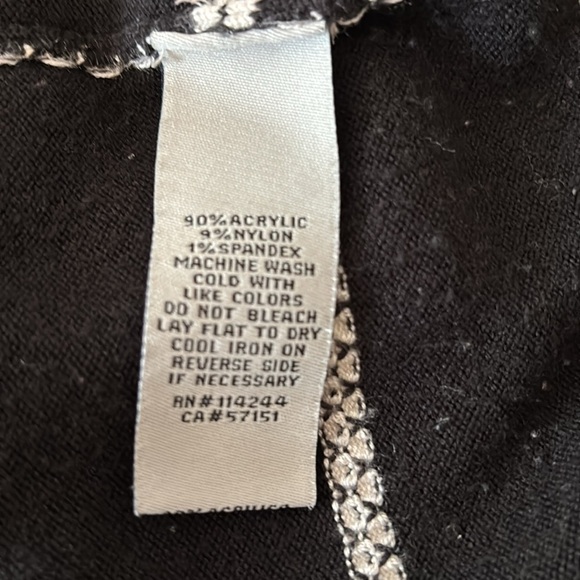 90% ACRYLIC
9% NYLON
1% SPANDEX
MACHINE WASH
COLD WITH
LIKE COLORS
DO NOT BLEACH
LAY FLAT TO DRY
COOL IRON ON
REVERSE SIDE
IF NECESSARY
RN# 114244
CA#57151